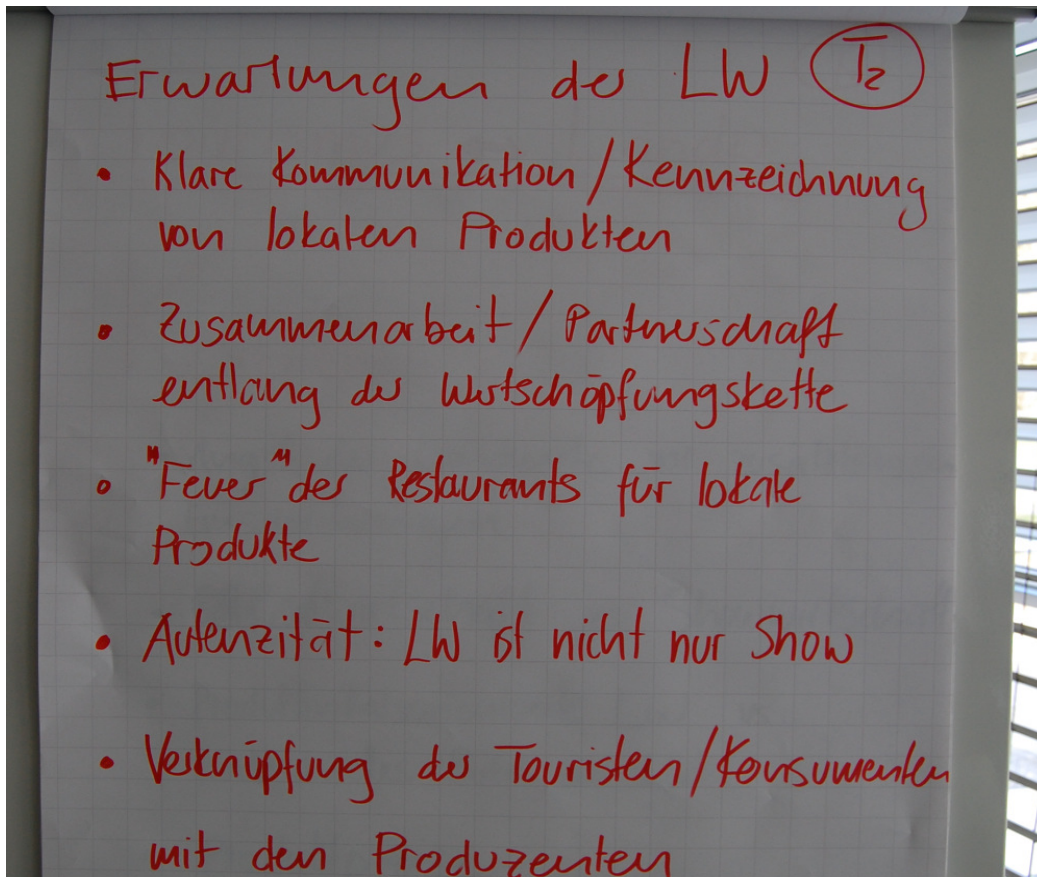 Erwartungen der LW T2
• Klare Kommunikation / Kennzeichnung
von lokalen Produkten
• Zusammenarbeit / Partnerschaft
entlang der Wertschöpfungskette
• "Feuer" der Restaurants für lokale
Produkte
• Autenzität: LW ist nicht nur Show
• Verknüpfung der Touristen / Konsumenten
mit den Produzenten